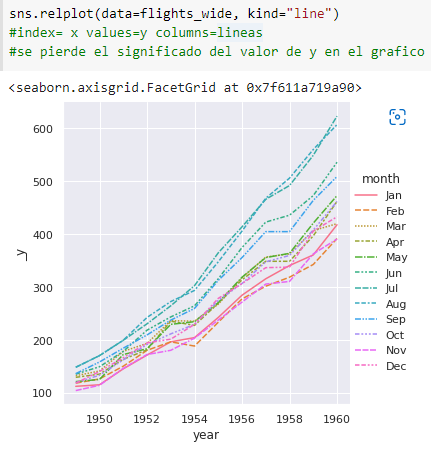 sns.relplot(data=flights_wide, kind="line")
#index= x values=y columns=lineas
#se pierde el significado del valor de y en el grafico
<seaborn.axisgrid.FacetGrid at 0x7f611a719a90>
600
500
400
300
200
100
_y
1950
1952
1954
1956
1958
1960
year
month
Jan
Feb
Mar
Apr
May
Jun
Jul
Aug
Sep
Oct
Nov
Dec